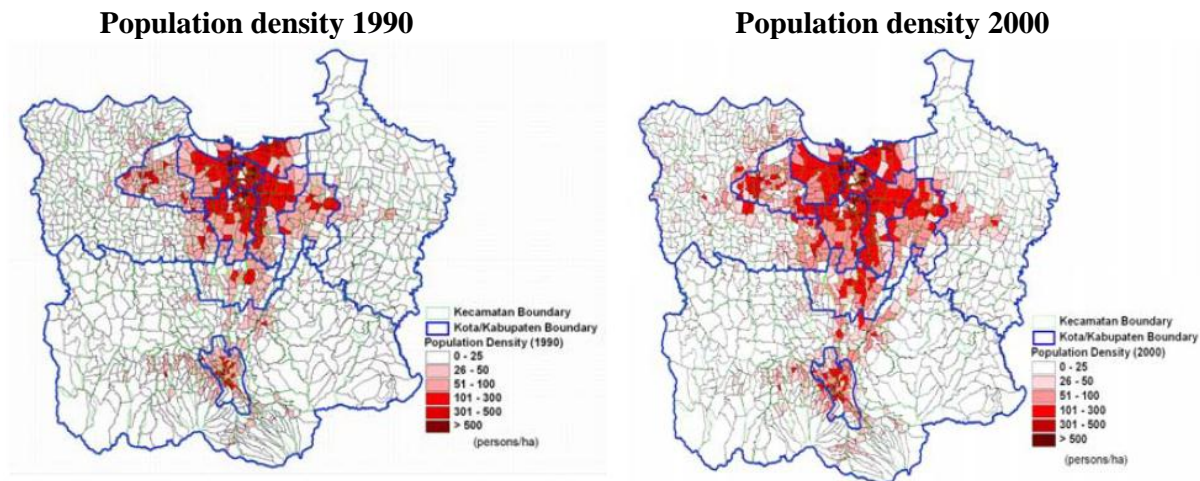 Population density 1990
Kecamatan Boundary
Kota/Kabupaten Boundary
Population Density (1990)
0 - 25
26 - 50
51 - 100
101 - 300
301 - 500
> 500
(persons/ha)
Population density 2000
Kecamatan Boundary
Kota/Kabupaten Boundary
Population Density (2000)
0 - 25
26 - 50
51 - 100
101 - 300
301 - 500
> 500
(persons/ha)